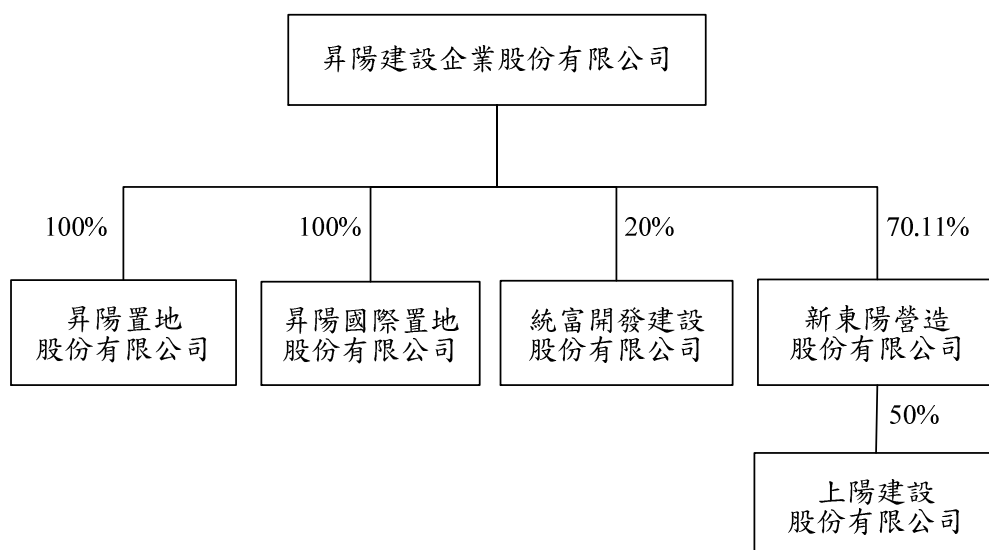 昇陽建設企業股份有限公司
100%
100%
20%
70.11%
昇陽置地
股份有限公司
昇陽國際置地
股份有限公司
統富開發建設
股份有限公司
新東陽營造
股份有限公司
50%
上陽建設
股份有限公司